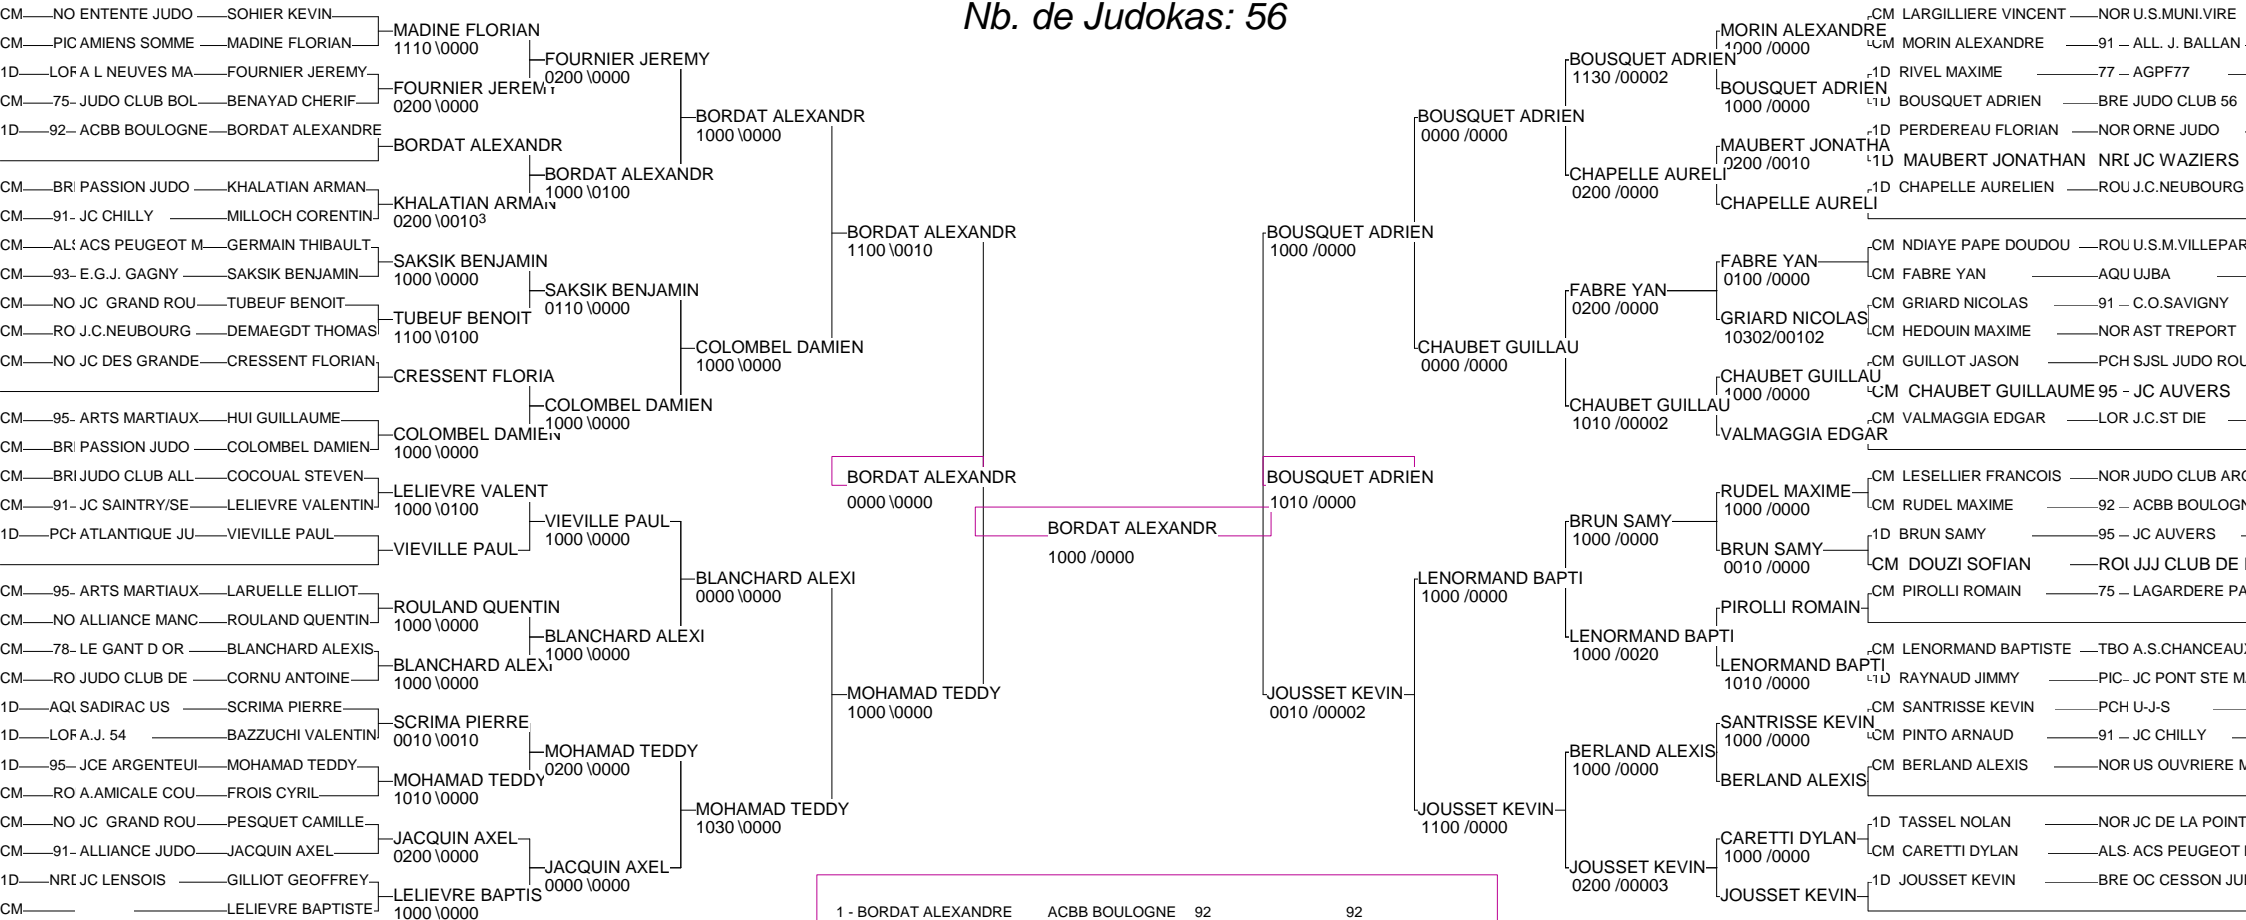 Nb. de Judokas: 56
CM NO ENTENTE JUDO SOHIER KEVIN
CM PIC AMIENS SOMME MADINE FLORIAN
1D LOR A L NEUVES MA FOURNIER JEREMY
CM 75 JUDO CLUB BOL BENAYAD CHERIF
1D 92 ACBB BOULOGNE BORDAT ALEXANDRE
CM BRI PASSION JUDO KHALATIAN ARMAN
CM 91 JC CHILLY MILLOCH CORENTIN
CM ALS ACS PEUGEOT M GERMAIN THIBAULT
CM 93 E.G.J. GAGNY SAKSIK BENJAMIN
CM NO JC GRAND ROU TUBEUF BENOIT
CM RO J.C.NEUBOURG DEMAEGDT THOMAS
CM NO JC DES GRANDE CRESSENT FLORIAN
CM 95 ARTS MARTIAUX HUI GUILLAUME
CM BRI PASSION JUDO COLOMBEL DAMIEN
CM BRI JUDO CLUB ALL COCOUAL STEVEN
CM 91 JC SAINTRY/SE LELIEVRE VALENTIN
1D PCH ATLANTIQUE JU VIEVILLE PAUL
CM 95 ARTS MARTIAUX LARUELLE ELLIOT
CM NO ALLIANCE MANC ROULAND QUENTIN
CM 78 LE GANT D OR BLANCHARD ALEXIS
CM RO JUDO CLUB DE CORNU ANTOINE
1D AQU SADIRAC US SCRIMA PIERRE
1D LOR A.J. 54 BAZZUCHI VALENTIN
1D 95 JCE ARGENTEUI MOHAMAD TEDDY
CM RO A.AMICALE COU FROIS CYRIL
CM NO JC GRAND ROU PESQUET CAMILLE
CM 91 ALLIANCE JUDO JACQUIN AXEL
1D NRD JC LENSOIS GILLIOT GEOFFREY
CM LELIEVRE BAPTISTE
MADINE FLORIAN
1110 \0000
FOURNIER JEREMY
0200 \0000
BORDAT ALEXANDR
KHALATIAN ARMAN
0200 \00103
SAKSIK BENJAMIN
1000 \0000
TUBEUF BENOIT
1100 \0100
CRESSENT FLORIA
COLOMBEL DAMIEN
1000 \0000
LELIEVRE VALENT
1000 \0100
VIEVILLE PAUL
ROULAND QUENTIN
1000 \0000
BLANCHARD ALEXI
1000 \0000
SCRIMA PIERRE
0010 \0010
MOHAMAD TEDDY
1010 \0000
JACQUIN AXEL
0200 \0000
LELIEVRE BAPTIS
1000 \0000
FOURNIER JEREMY
0200 \0000
BORDAT ALEXANDR
1000 \0100
SAKSIK BENJAMIN
0110 \0000
COLOMBEL DAMIEN
1000 \0000
VIEVILLE PAUL
1000 \0000
BLANCHARD ALEXI
1000 \0000
MOHAMAD TEDDY
0200 \0000
JACQUIN AXEL
0000 \0000
BORDAT ALEXANDR
1000 \0000
COLOMBEL DAMIEN
1000 \0000
BLANCHARD ALEXI
0000 \0000
MOHAMAD TEDDY
1030 \0000
BORDAT ALEXANDR
1100 \0010
MOHAMAD TEDDY
1000 \0000
BORDAT ALEXANDR
0000 \0000
BORDAT ALEXANDR
1000 /0000
BOUSQUET ADRIEN
1010 /0000
BOUSQUET ADRIEN
1000 /0000
JOUSSET KEVIN
0010 /00002
BOUSQUET ADRIEN
0000 /0000
CHAUBET GUILLAU
0000 /0000
LENORMAND BAPTI
1000 /0000
JOUSSET KEVIN
1100 /0000
BOUSQUET ADRIEN
1130 /00002
CHAPELLE AURELI
0200 /0000
FABRE YAN
0200 /0000
CHAUBET GUILLAU
1010 /00002
BRUN SAMY
1000 /0000
LENORMAND BAPTI
1000 /0020
BERLAND ALEXIS
1000 /0000
JOUSSET KEVIN
0200 /00003
MORIN ALEXANDRE
1000 /0000
BOUSQUET ADRIEN
1000 /0000
MAUBERT JONATHA
0200 /0010
CHAPELLE AURELI
FABRE YAN
0100 /0000
GRIARD NICOLAS
10302/00102
CHAUBET GUILLAU
1000 /0000
VALMAGGIA EDGAR
RUDEL MAXIME
1000 /0000
BRUN SAMY
0010 /0000
PIROLLI ROMAIN
LENORMAND BAPTI
1010 /0000
SANTRISSE KEVIN
1000 /0000
BERLAND ALEXIS
CARETTI DYLAN
1000 /0000
JOUSSET KEVIN
CM LARGILLIERE VINCENT NOR U.S.MUNI.VIRE
CM MORIN ALEXANDRE 91 ALL. J. BALLAN
1D RIVEL MAXIME 77 AGPF77
1D BOUSQUET ADRIEN BRE JUDO CLUB 56
1D PERDEREAU FLORIAN NOR ORNE JUDO
1D MAUBERT JONATHAN NRD JC WAZIERS
1D CHAPELLE AURELIEN ROU J.C.NEUBOURG
CM NDIAYE PAPE DOUDOU ROU U.S.M.VILLEPAR
CM FABRE YAN AQU UJBA
CM GRIARD NICOLAS 91 C.O.SAVIGNY
CM HEDOUIN MAXIME NOR AST TREPORT
CM GUILLOT JASON PCH SJSL JUDO ROU
CM CHAUBET GUILLAUME 95 JC AUVERS
CM VALMAGGIA EDGAR LOR J.C.ST DIE
CM LESELLIER FRANCOIS NOR JUDO CLUB ARG
CM RUDEL MAXIME 92 ACBB BOULOGN
1D BRUN SAMY 95 JC AUVERS
CM DOUZI SOFIAN ROU JJJ CLUB DE
CM PIROLLI ROMAIN 75 LAGARDERE PA
CM LENORMAND BAPTISTE TBO A.S.CHANCEAUX
1D RAYNAUD JIMMY PIC JC PONT STE MA
CM SANTRISSE KEVIN PCH U-J-S
CM PINTO ARNAUD 91 JC CHILLY
CM BERLAND ALEXIS NOR US OUVRIERE M
1D TASSEL NOLAN NOR JC DE LA POINT
CM CARETTI DYLAN ALS ACS PEUGEOT
1D JOUSSET KEVIN BRE OC CESSON JU
1 - BORDAT ALEXANDRE ACBB BOULOGNE 92 92